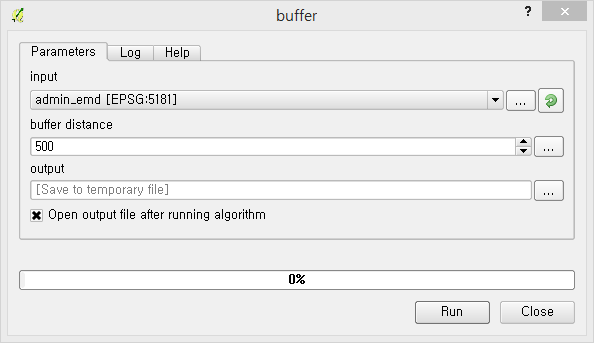 buffer
?
Parameters
Log
Help
input
admin_emd [EPSG:5181]
...
buffer distance
500
...
output
[Save to temporary file]
...
Open output file after running algorithm
0%
Run
Close